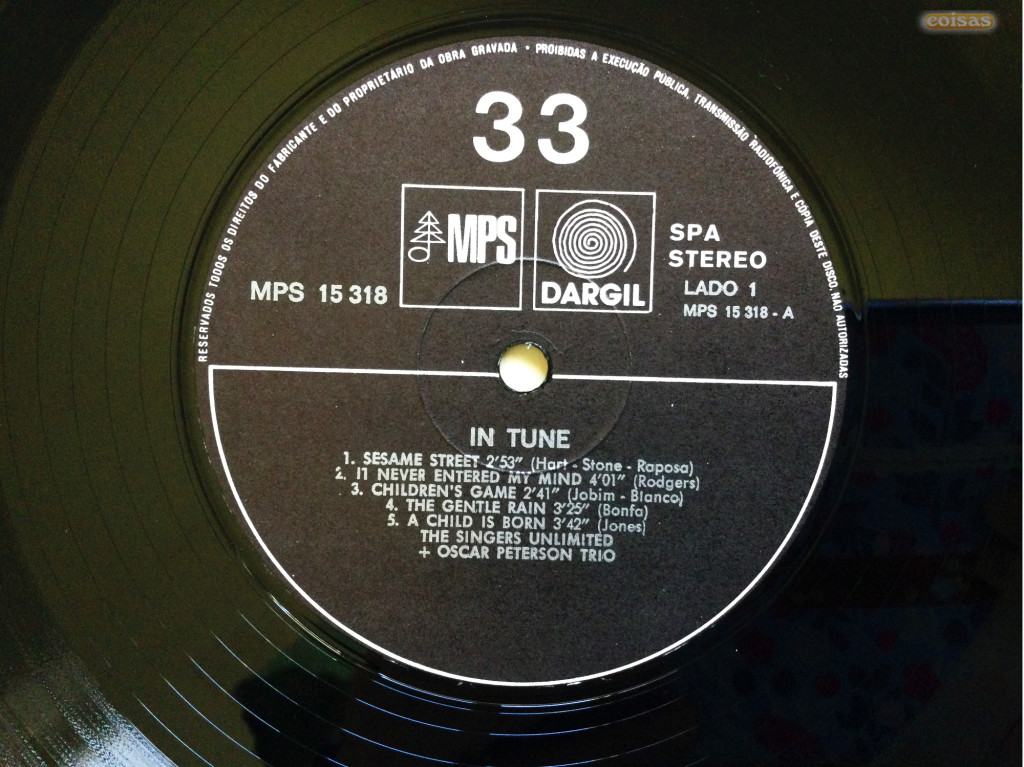 coisas
RESERVADOS TODOS OS DIREITOS DO FABRICANTE E DO PROPRIETÁRIO DA OBRA GRAVADA • PROIBIDAS A EXECUÇÃO PÚBLICA, TRANSMISSÃO RADIOFÓNICA E CÓPIA DESTE DISCO, NÃO AUTORIZADAS
33
MPS
DARGIL
SPA
STEREO
MPS 15 318
LADO 1
MPS 15 318 - A
IN TUNE
1. SESAME STREET 2'53" (Hart - Stone - Raposa)
2. IT NEVER ENTERED MY MIND 4'01" (Rodgers)
3. CHILDREN'S GAME 2'41" (Jobim - Blanco)
4. THE GENTLE RAIN 3'25" (Bonfa)
5. A CHILD IS BORN 3'42" (Jones)
THE SINGERS UNLIMITED
+ OSCAR PETERSON TRIO